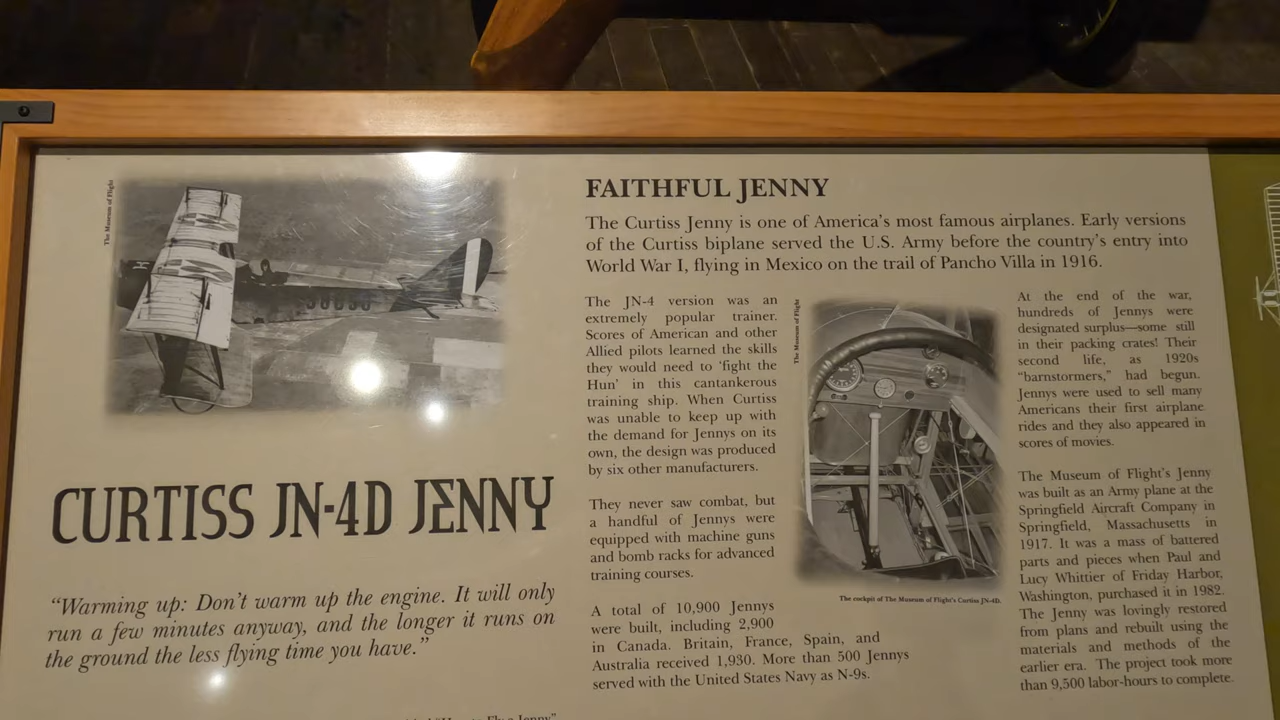 The Museum of Flight
CURTISS JN-4D JENNY
“Warming up: Don’t warm up the engine. It will only
run a few minutes anyway, and the longer it runs on
the ground the less flying time you have.”
FAITHFUL JENNY
The Curtiss Jenny is one of America’s most famous airplanes. Early versions
of the Curtiss biplane served the U.S. Army before the country’s entry into
World War I, flying in Mexico on the trail of Pancho Villa in 1916.
The JN-4 version was an
extremely popular trainer.
Scores of American and other
Allied pilots learned the skills
they would need to ‘fight the
Hun’ in this cantankerous
training ship. When Curtiss
was unable to keep up with
the demand for Jennys on its
own, the design was produced
by six other manufacturers.
They never saw combat, but
a handful of Jennys were
equipped with machine guns
and bomb racks for advanced
training courses.
A total of 10,900 Jennys
were built, including 2,900
in Canada. Britain, France, Spain, and
Australia received 1,930. More than 500 Jennys
served with the United States Navy as N-9s.
The Museum of Flight
The cockpit of The Museum of Flight’s Curtiss JN-4D.
At the end of the war,
hundreds of Jennys were
designated surplus—some still
in their packing crates! Their
second life, as 1920s
“barnstormers,” had begun.
Jennys were used to sell many
Americans their first airplane
rides and they also appeared in
scores of movies.
The Museum of Flight’s Jenny
was built as an Army plane at the
Springfield Aircraft Company in
Springfield, Massachusetts in
1917. It was a mass of battered
parts and pieces when Paul and
Lucy Whittier of Friday Harbor,
Washington, purchased it in 1982.
The Jenny was lovingly restored
from plans and rebuilt using the
materials and methods of the
earlier era. The project took more
than 9,500 labor-hours to complete.